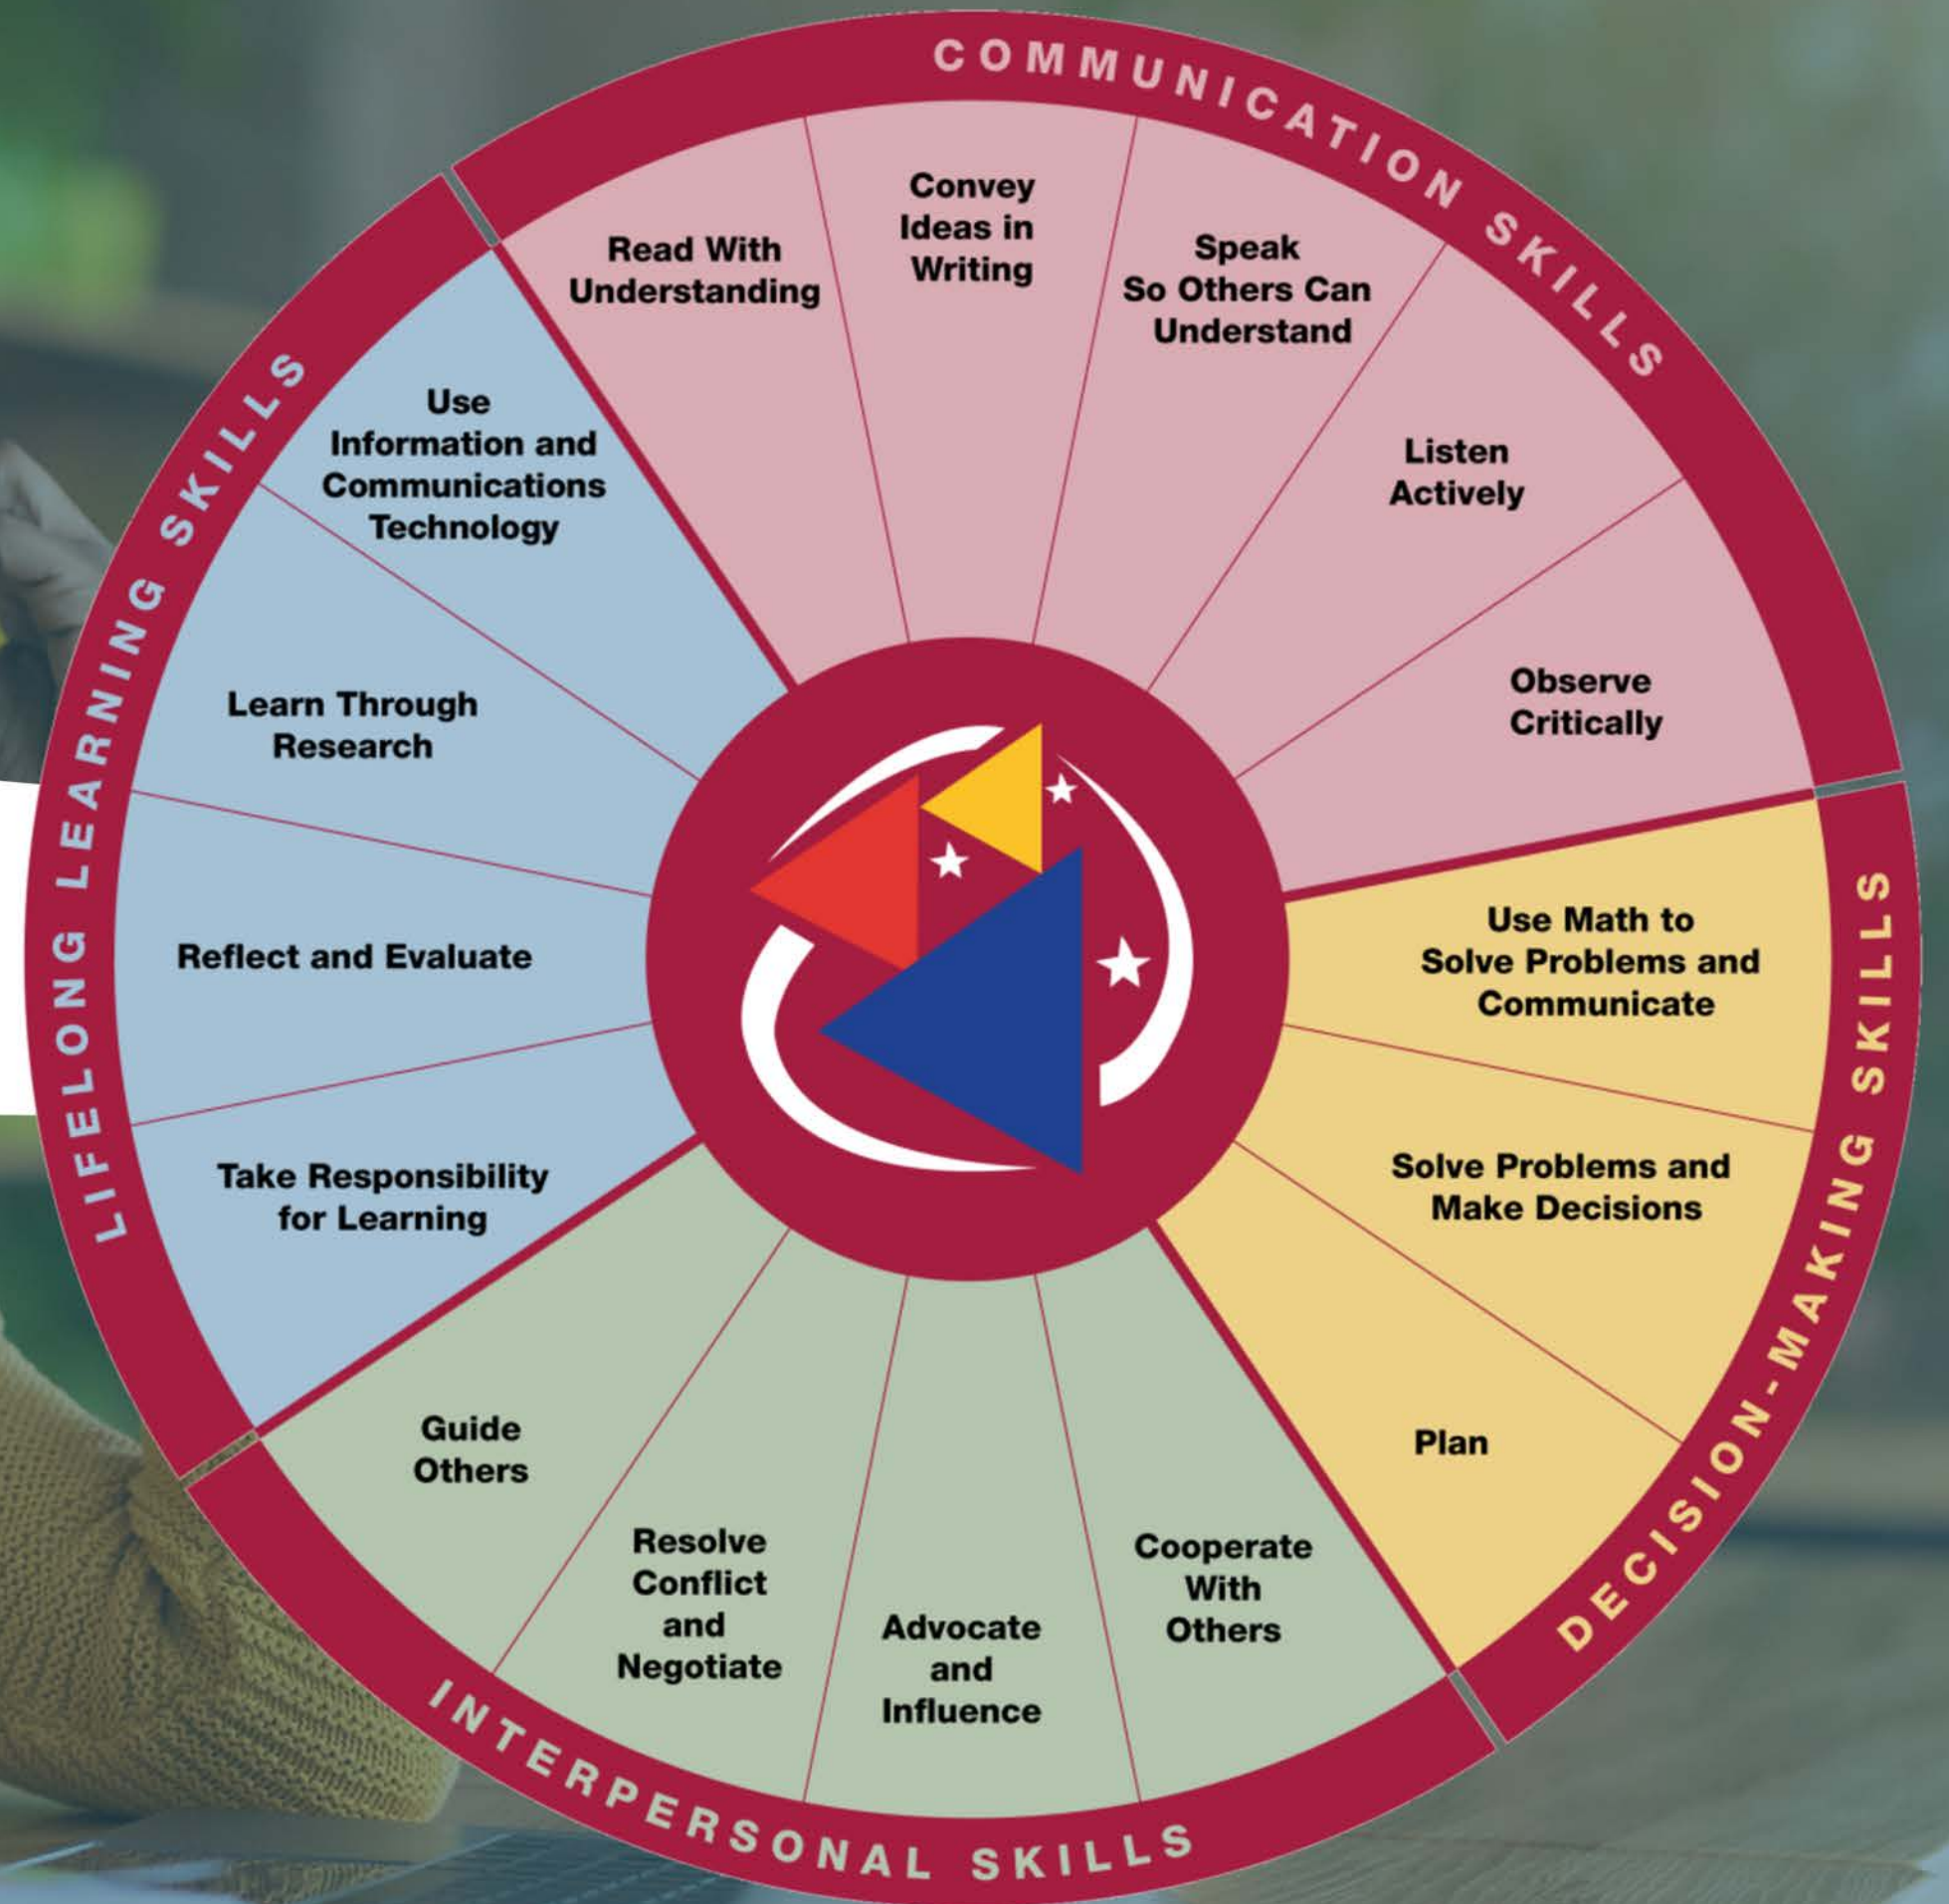 COMMUNICATION SKILLS
Read With
Understanding
Convey
Ideas in
Writing
Speak
So Others Can
Understand
Listen
Actively
Observe
Critically
DECISION-MAKING SKILLS
Use Math to
Solve Problems and
Communicate
Solve Problems and
Make Decisions
Plan
INTERPERSONAL SKILLS
Cooperate
With
Others
Advocate
and
Influence
Resolve
Conflict
and
Negotiate
Guide
Others
LIFELONG LEARNING SKILLS
Take Responsibility
for Learning
Reflect and Evaluate
Learn Through
Research
Use
Information and
Communications
Technology